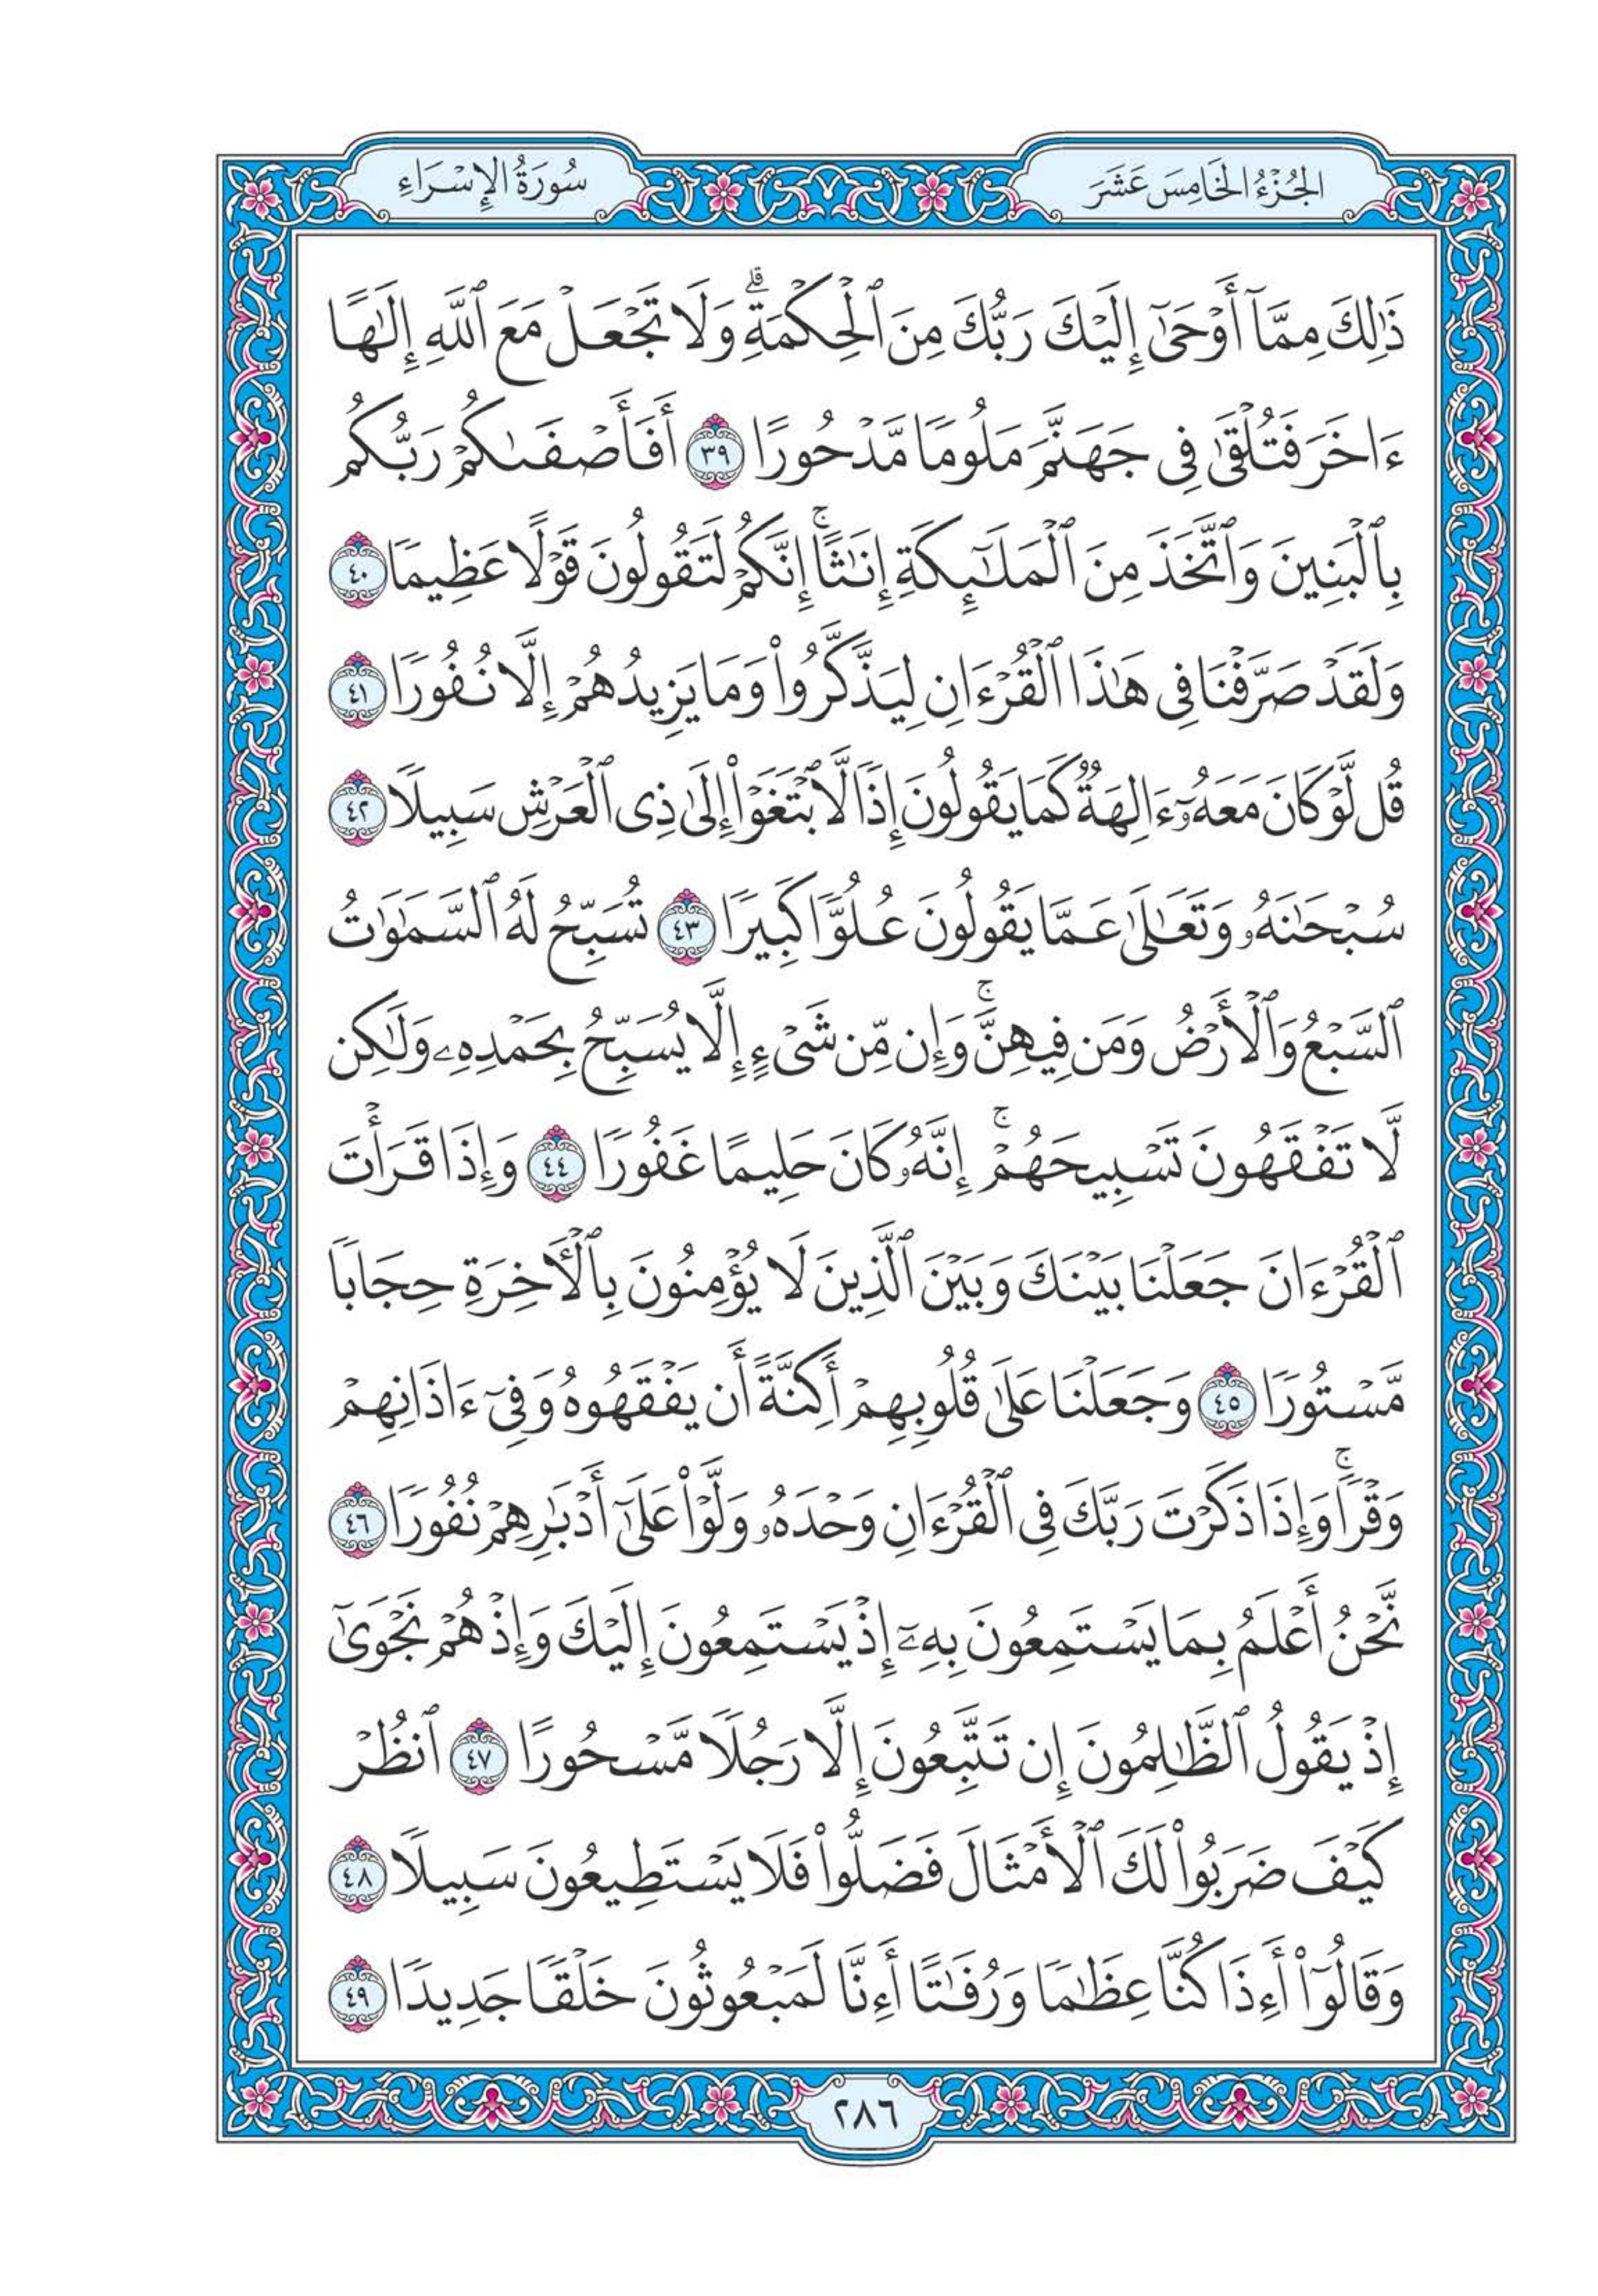 الجُزْءُ الخَامِسَ عَشَرَ
سُورَةُ الإِسْرَاءِ
ذَٰلِكَ مِمَّآ أَوْحَىٰٓ إِلَيْكَ رَبُّكَ مِنَ ٱلْحِكْمَةِۗ وَلَا تَجْعَلْ مَعَ ٱللَّهِ إِلَٰهًا
ءَاخَرَ فَتُلْقَىٰ فِى جَهَنَّمَ مَلُومًا مَّدْحُورًا ٣٩ أَفَأَصْفَىٰكُمْ رَبُّكُم
بِٱلْبَنِينَ وَٱتَّخَذَ مِنَ ٱلْمَلَٰٓئِكَةِ إِنَٰثًاۚ إِنَّكُمْ لَتَقُولُونَ قَوْلًا عَظِيمًا ٤٠
وَلَقَدْ صَرَّفْنَا فِى هَٰذَا ٱلْقُرْءَانِ لِيَذَّكَّرُوا۟ وَمَا يَزِيدُهُمْ إِلَّا نُفُورًا ٤١
قُل لَّوْ كَانَ مَعَهُۥٓ ءَالِهَةٌ كَمَا يَقُولُونَ إِذًا لَّٱبْتَغَوْا۟ إِلَىٰ ذِى ٱلْعَرْشِ سَبِيلًا ٤٢
سُبْحَٰنَهُۥ وَتَعَٰلَىٰ عَمَّا يَقُولُونَ عُلُوًّا كَبِيرًا ٤٣ تُسَبِّحُ لَهُ ٱلسَّمَٰوَٰتُ
ٱلسَّبْعُ وَٱلْأَرْضُ وَمَن فِيهِنَّۚ وَإِن مِّن شَىْءٍ إِلَّا يُسَبِّحُ بِحَمْدِهِۦ وَلَٰكِن
لَّا تَفْقَهُونَ تَسْبِيحَهُمْۚ إِنَّهُۥ كَانَ حَلِيمًا غَفُورًا ٤٤ وَإِذَا قَرَأْتَ
ٱلْقُرْءَانَ جَعَلْنَا بَيْنَكَ وَبَيْنَ ٱلَّذِينَ لَا يُؤْمِنُونَ بِٱلْءَاخِرَةِ حِجَابًا
مَّسْتُورًا ٤٥ وَجَعَلْنَا عَلَىٰ قُلُوبِهِمْ أَكِنَّةً أَن يَفْقَهُوهُ وَفِىٓ ءَاذَانِهِمْ
وَقْرًاۚ وَإِذَا ذَكَرْتَ رَبَّكَ فِى ٱلْقُرْءَانِ وَحْدَهُۥ وَلَّوْا۟ عَلَىٰٓ أَدْبَٰرِهِمْ نُفُورًا ٤٦
نَّحْنُ أَعْلَمُ بِمَا يَسْتَمِعُونَ بِهِۦٓ إِذْ يَسْتَمِعُونَ إِلَيْكَ وَإِذْ هُمْ نَجْوَىٰٓ
إِذْ يَقُولُ ٱلظَّٰلِمُونَ إِن تَتَّبِعُونَ إِلَّا رَجُلًا مَّسْحُورًا ٤٧ ٱنظُرْ
كَيْفَ ضَرَبُوا۟ لَكَ ٱلْأَمْثَالَ فَضَلُّوا۟ فَلَا يَسْتَطِيعُونَ سَبِيلًا ٤٨
وَقَالُوٓا۟ أَءِذَا كُنَّا عِظَٰمًا وَرُفَٰتًا أَءِنَّا لَمَبْعُوثُونَ خَلْقًا جَدِيدًا ٤٩
٢٨٦